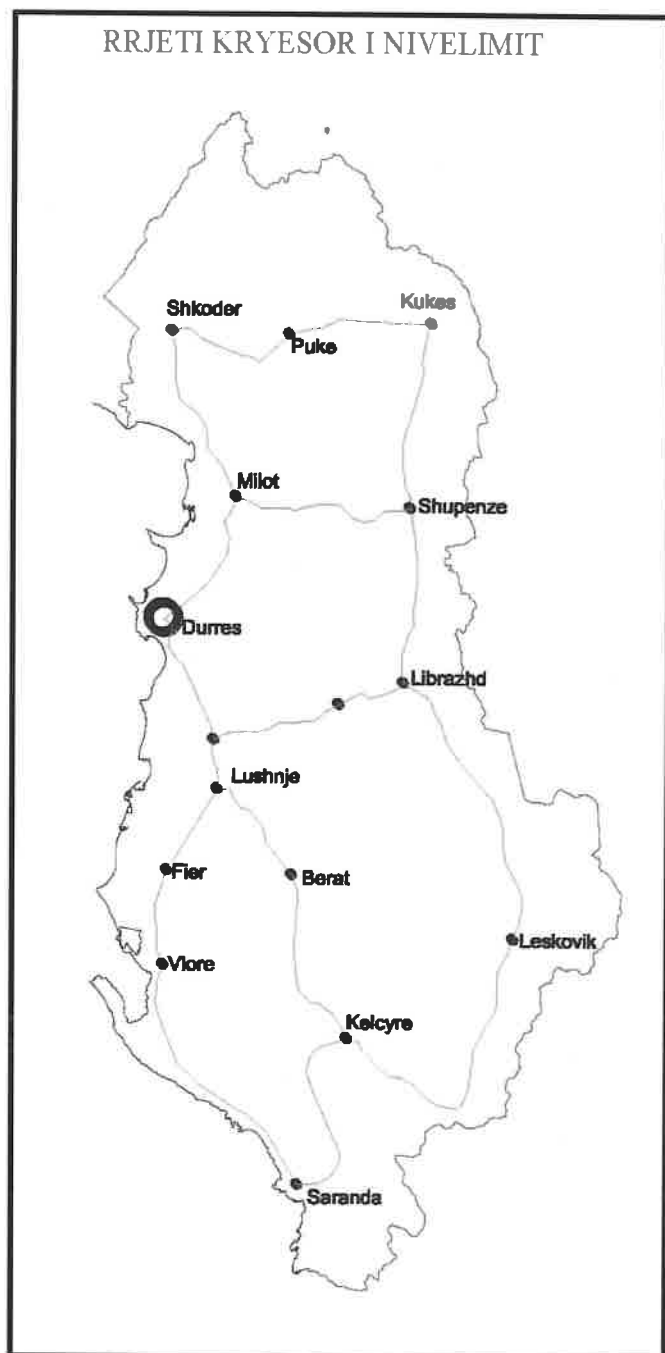 RRJETI KRYESOR I NIVELIMIT
Shkoder
Kukes
Puke
Milot
Shupenze
Durres
Librazhd
Lushnje
Fier
Berat
Leskovik
Vlore
Kelcyre
Saranda